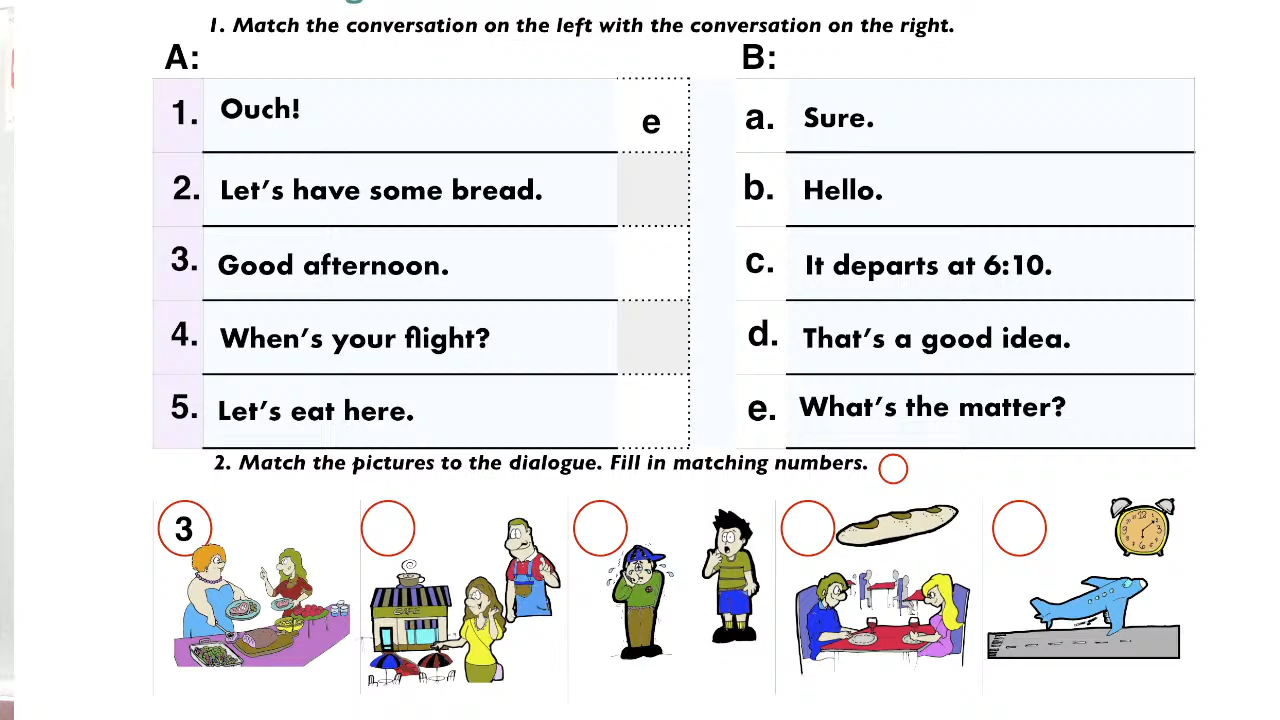 1. Match the conversation on the left with the conversation on the right.
A: B:
1. Ouch! e a. Sure.
2. Let's have some bread. b. Hello.
3. Good afternoon. c. It departs at 6:10.
4. When's your flight? d. That's a good idea.
5. Let's eat here. e. What's the matter?
2. Match the pictures to the dialogue. Fill in matching numbers.
3
CAFE